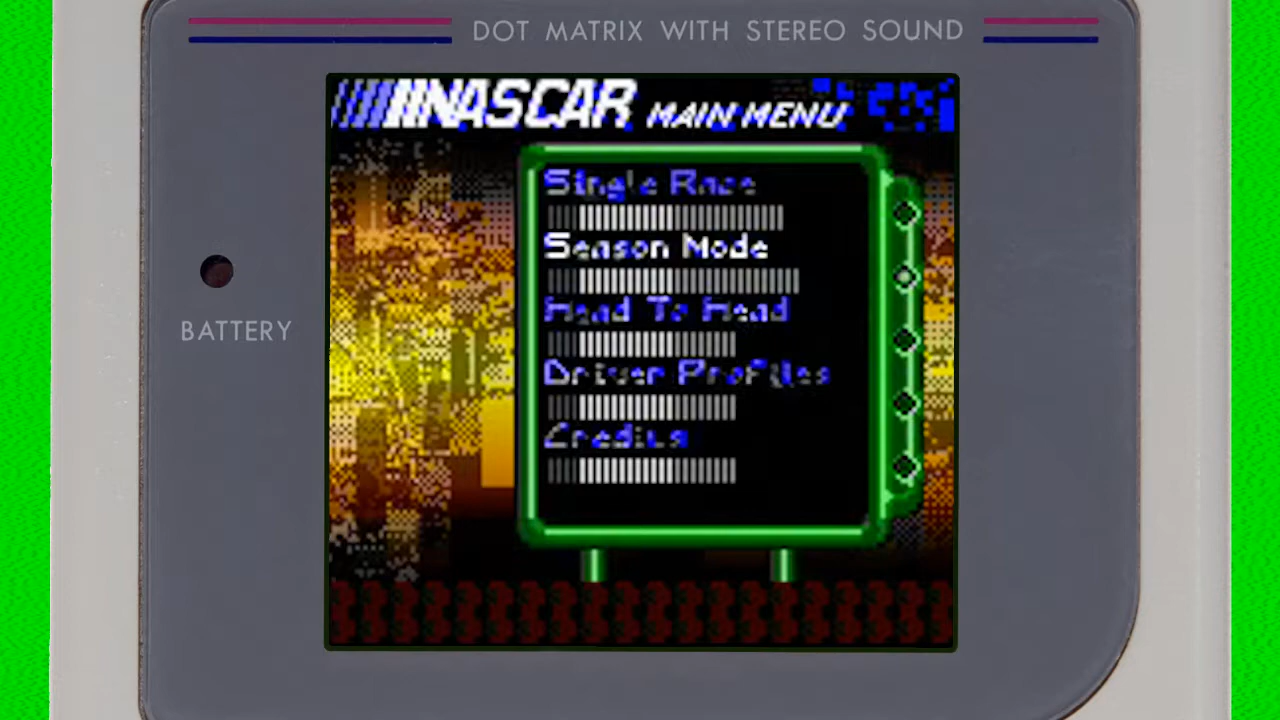 DOT MATRIX WITH STEREO SOUND
NASCAR MAIN MENU
Single Race
Season Mode
Head To Head
BATTERY
Driver Profiles
Credits